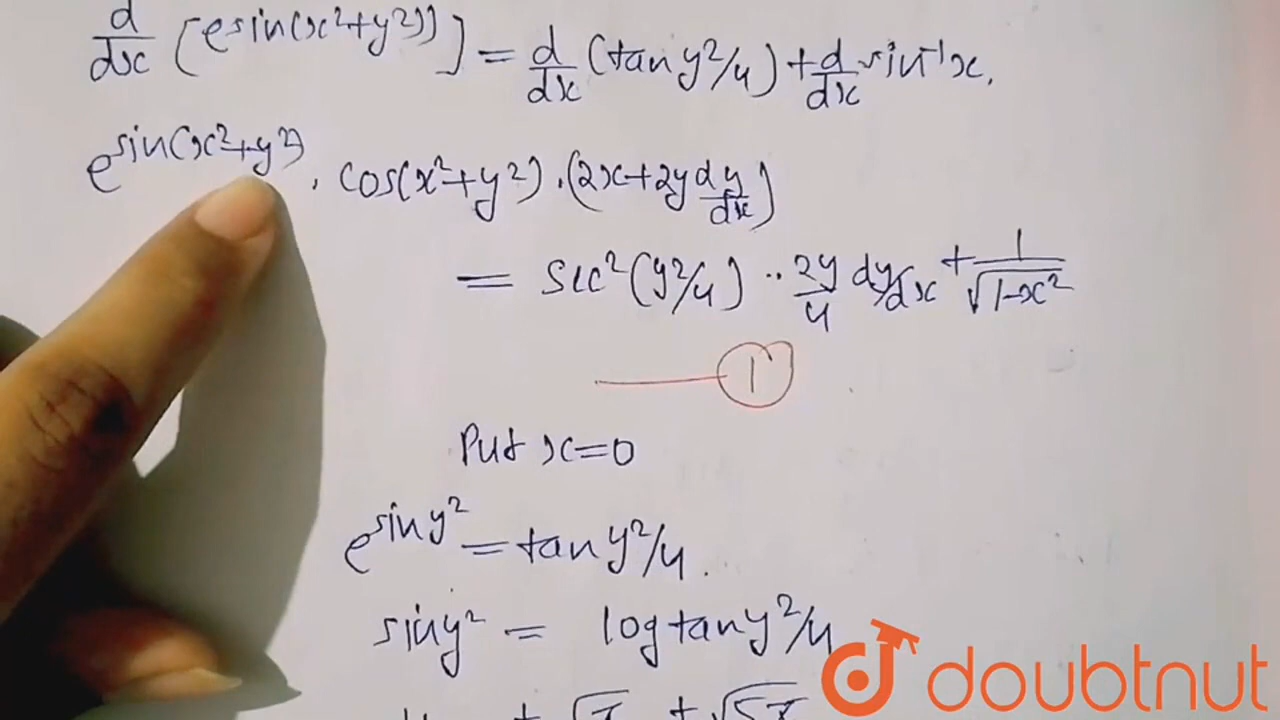 d/dx [esin(x²+y²))] = d/dx (tan y²/4) + d/dx sin⁻¹x.
e^sin(x²+y²) . cos(x²+y²) . (2x+2y dy/dx)
= sec²(y²/4) .. 2y/4 dy/dx + 1/√1-x²
1
Put x=0
e^sin y² = tan y²/4.
sin y² = log tan y²/4
doubtnut